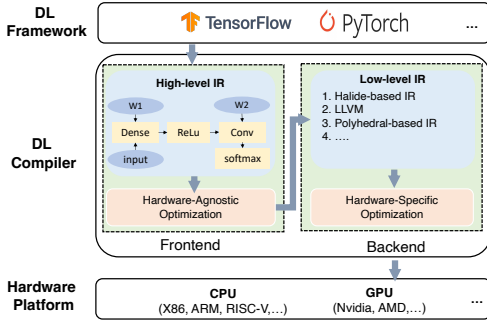 DL
Framework
TensorFlow
PyTorch
...
DL
Compiler
High-level IR
W1
W2
Dense
ReLu
Conv
input
softmax
Hardware-Agnostic
Optimization
Frontend
Low-level IR
1. Halide-based IR
2. LLVM
3. Polyhedral-based IR
4. ....
Hardware-Specific
Optimization
Backend
Hardware
Platform
CPU
(X86, ARM, RISC-V,...)
GPU
(Nvidia, AMD,...)
...